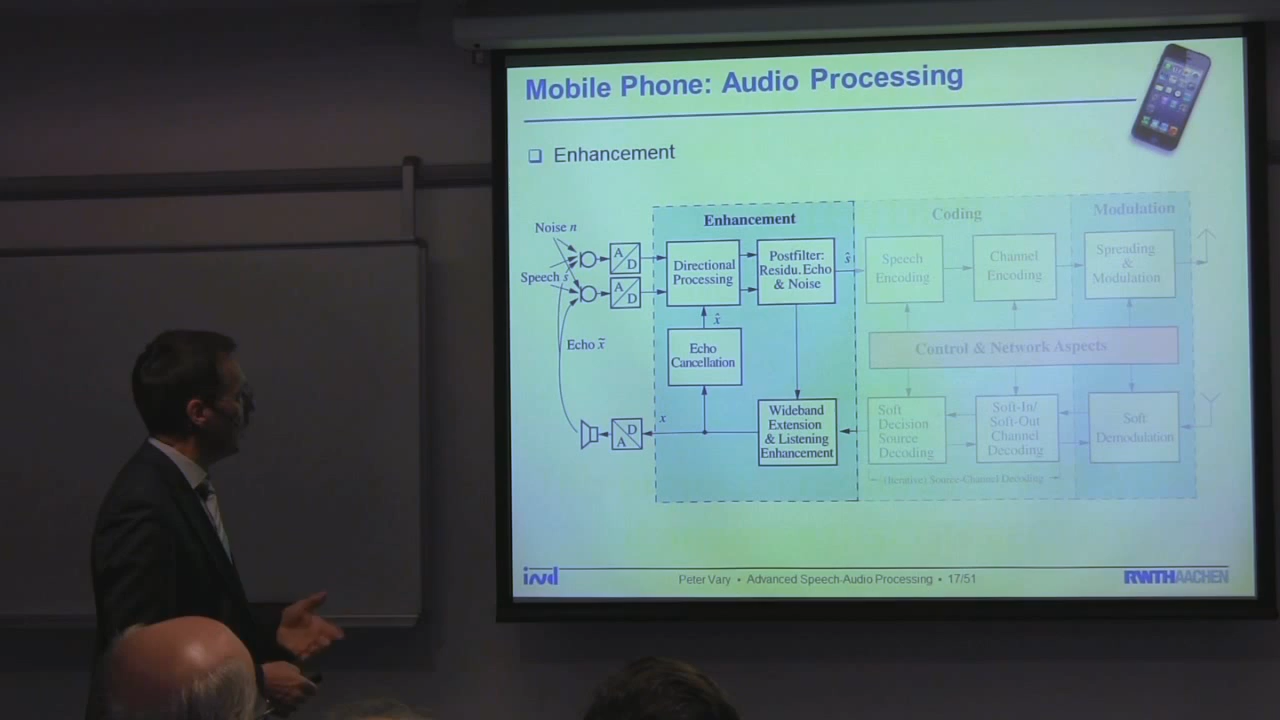 Mobile Phone: Audio Processing
❑ Enhancement
Enhancement
Coding
Modulation
Noise n
Speech s
A
D
A
D
Directional
Processing
Postfilter:
Residu. Echo
& Noise
ŝ
Speech
Encoding
Channel
Encoding
Spreading
&
Modulation
x̂
Echo x̃
Echo
Cancellation
Control & Network Aspects
x
D
A
Wideband
Extension
& Listening
Enhancement
Soft
Decision
Source
Decoding
Soft-In/
Soft-Out
Channel
Decoding
Soft
Demodulation
(Iterative) Source-Channel Decoding
ind
Peter Vary • Advanced Speech-Audio Processing • 17/51
RWTHAACHEN